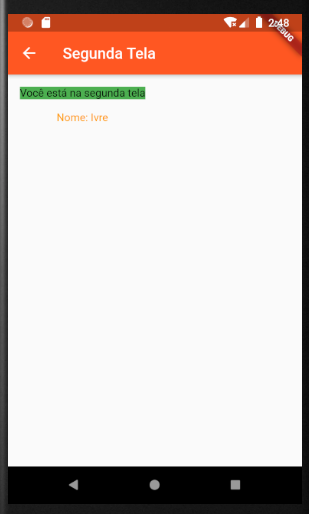 2:48
DEBUG
Segunda Tela
Você está na segunda tela
Nome: Ivre